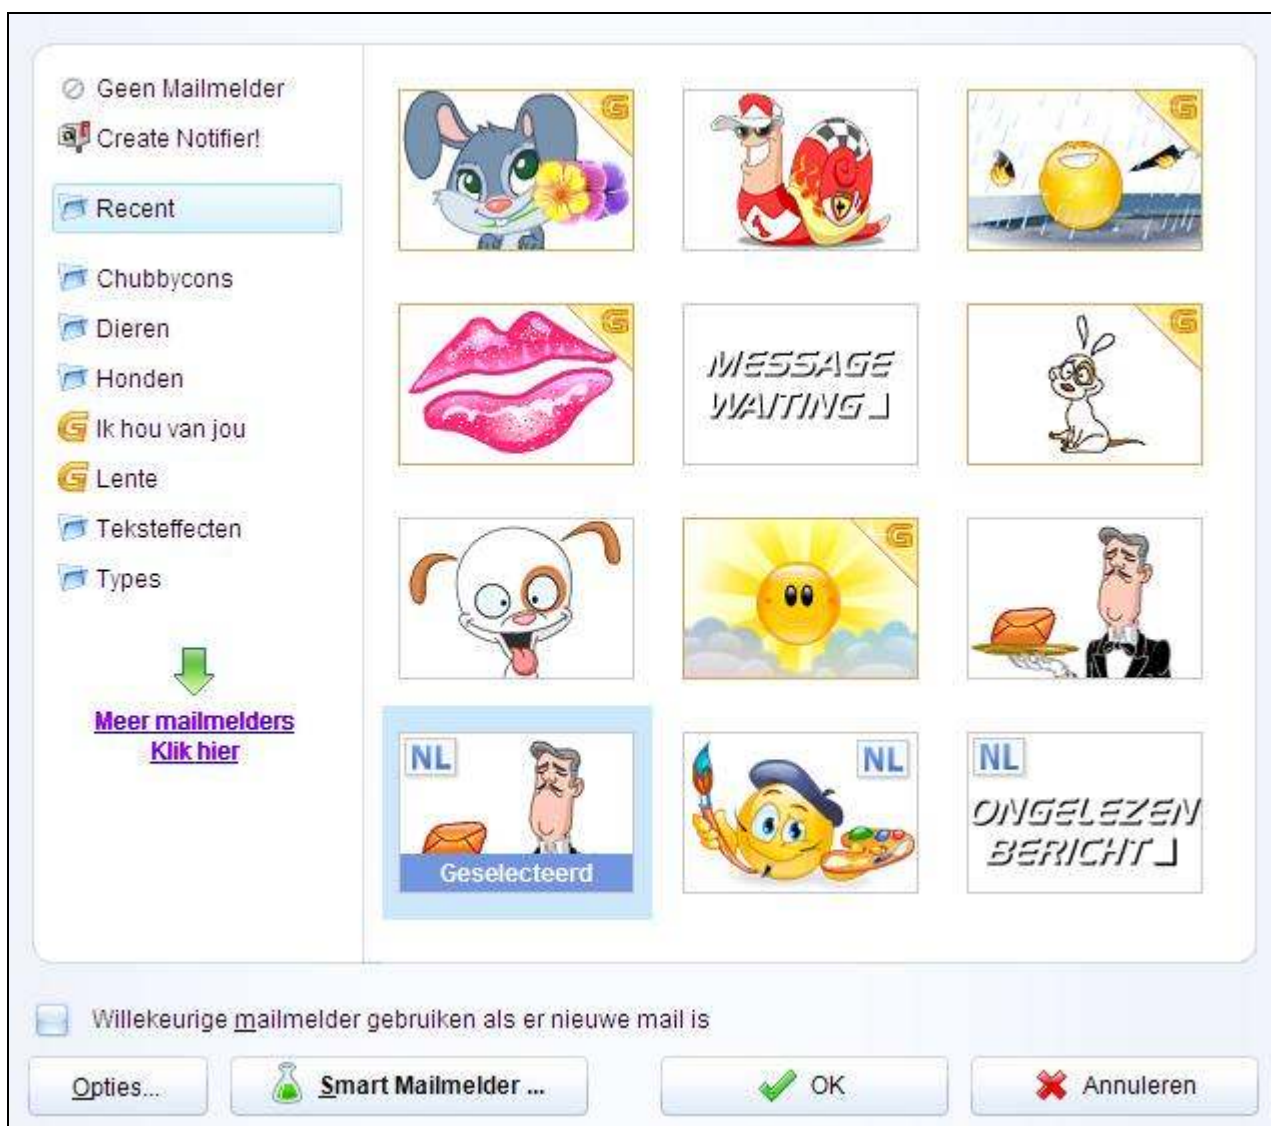 Geen Mailmelder
Create Notifier!
Recent
Chubbycons
Dieren
Honden
Ik hou van jou
Lente
Teksteffecten
Types
Meer mailmelders
Klik hier
G
G
G
MESSAGE
WAITING
G
G
NL
Geselecteerd
NL
NL
ONGELEZEN
BERICHT
Willekeurige mailmelder gebruiken als er nieuwe mail is
Opties...
Smart Mailmelder ...
OK
Annuleren